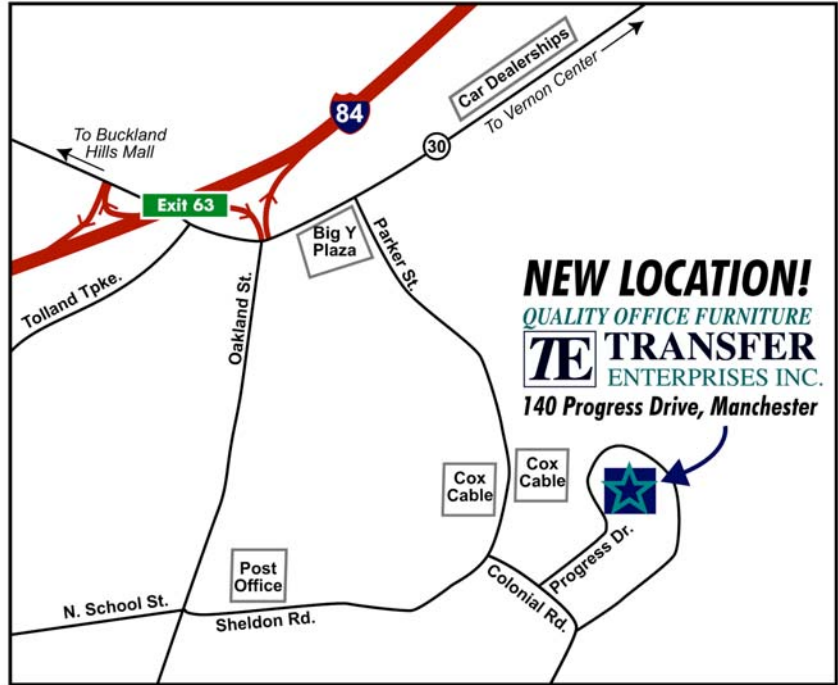 84
Car Dealerships
To Vernon Center
30
To Buckland
Hills Mall
Exit 63
Big Y
Plaza
Parker St.
Tolland Tpke.
Oakland St.
NEW LOCATION!
QUALITY OFFICE FURNITURE
TE TRANSFER
ENTERPRISES INC.
140 Progress Drive, Manchester
Cox
Cable
Cox
Cable
Post
Office
Progress Dr.
Colonial Rd.
N. School St.
Sheldon Rd.